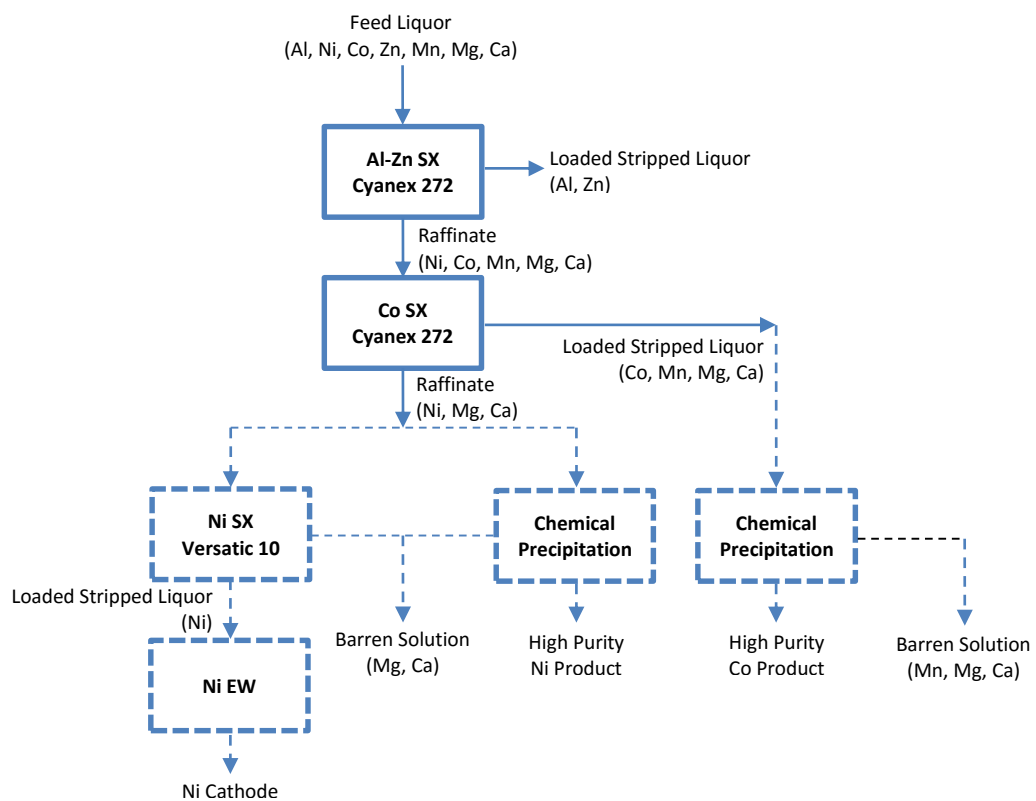 Feed Liquor
(Al, Ni, Co, Zn, Mn, Mg, Ca)
Al-Zn SX
Cyanex 272
Loaded Stripped Liquor
(Al, Zn)
Raffinate
(Ni, Co, Mn, Mg, Ca)
Co SX
Cyanex 272
Loaded Stripped Liquor
(Co, Mn, Mg, Ca)
Raffinate
(Ni, Mg, Ca)
Ni SX
Versatic 10
Chemical
Precipitation
Chemical
Precipitation
Loaded Stripped Liquor
(Ni)
Barren Solution
(Mg, Ca)
High Purity
Ni Product
High Purity
Co Product
Barren Solution
(Mn, Mg, Ca)
Ni EW
Ni Cathode